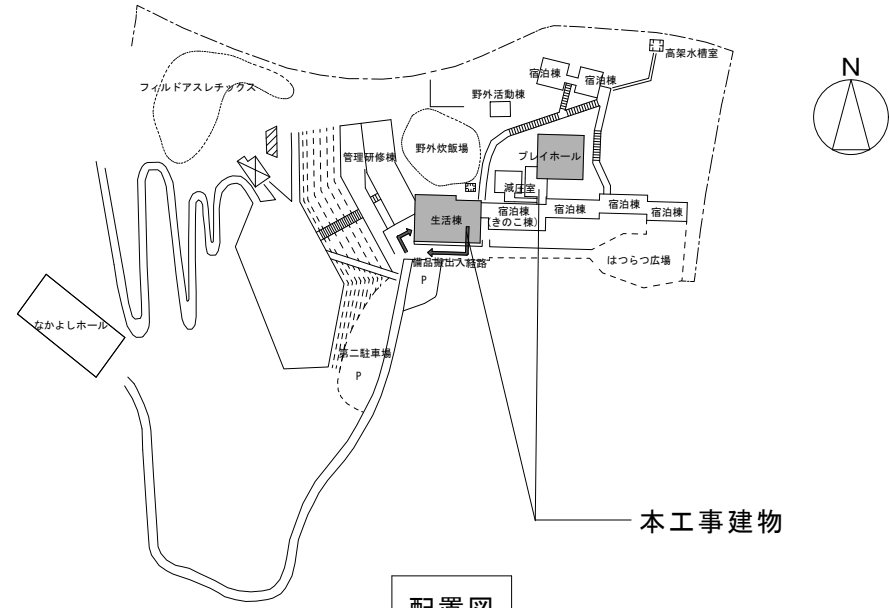 高架水槽室
宿泊棟
宿泊棟
N
フィルドアスレチックス
野外活動棟
野外炊飯場
管理研修棟
プレイホール
減圧室
生活棟
宿泊棟
(きのこ棟)
宿泊棟
宿泊棟
宿泊棟
備品搬出入経路
はつらつ広場
P
なかよしホール
第二駐車場
P
本工事建物
配置図